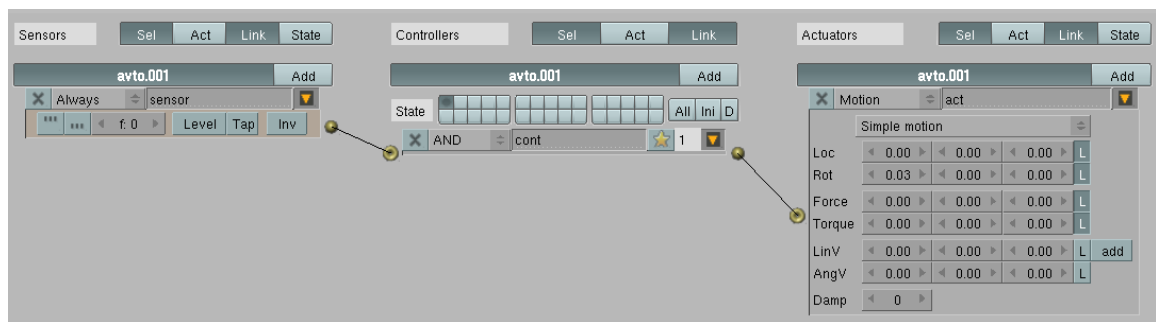 Sensors Sel Act Link State Controllers Sel Act Link Actuators Sel Act Link State
avto.001 Add avto.001 Add avto.001 Add
Always sensor State All Ini D Motion act
f: 0 Level Tap Inv AND cont 1 Simple motion
Loc 0.00 0.00 0.00 L
Rot 0.03 0.00 0.00 L
Force 0.00 0.00 0.00 L
Torque 0.00 0.00 0.00 L
LinV 0.00 0.00 0.00 L add
AngV 0.00 0.00 0.00 L
Damp 0